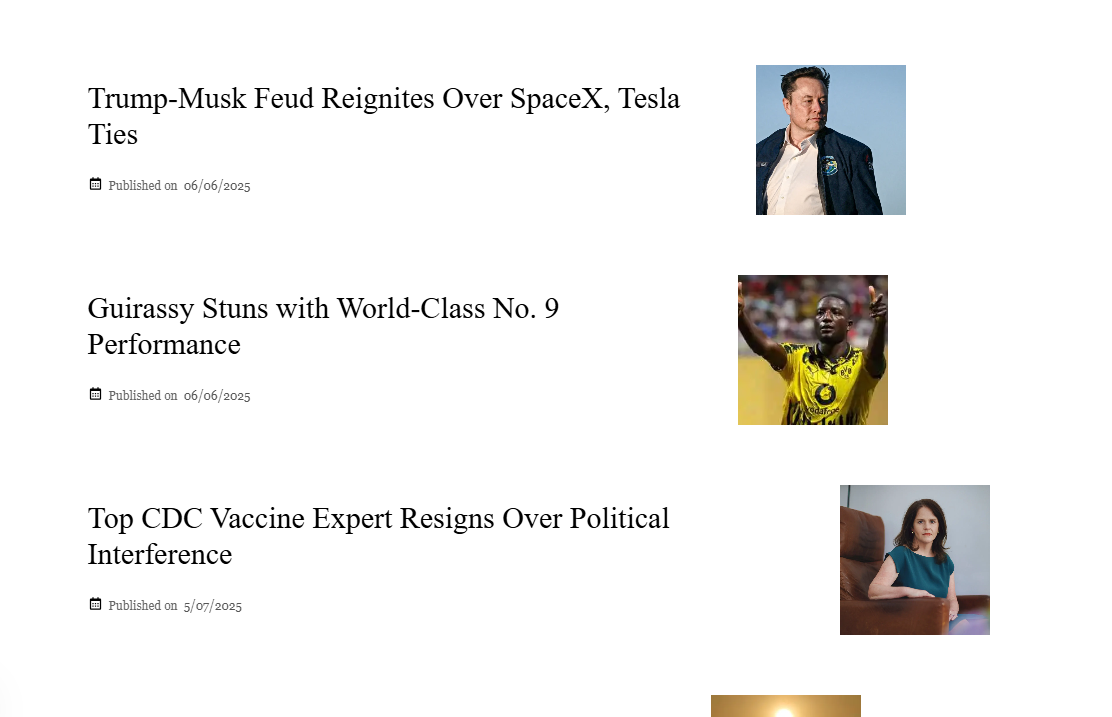 Trump-Musk Feud Reignites Over SpaceX, Tesla
Ties
Published on 06/06/2025
Guirassy Stuns with World-Class No. 9
Performance
Published on 06/06/2025
BVB
vodafone
Top CDC Vaccine Expert Resigns Over Political
Interference
Published on 5/07/2025